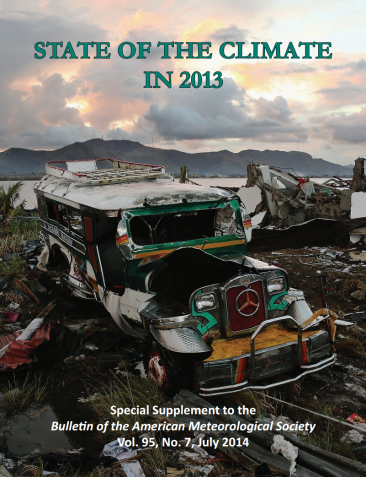 STATE OF THE CLIMATE
IN 2013
Special Supplement to the
Bulletin of the American Meteorological Society
Vol. 95, No. 7, July 2014